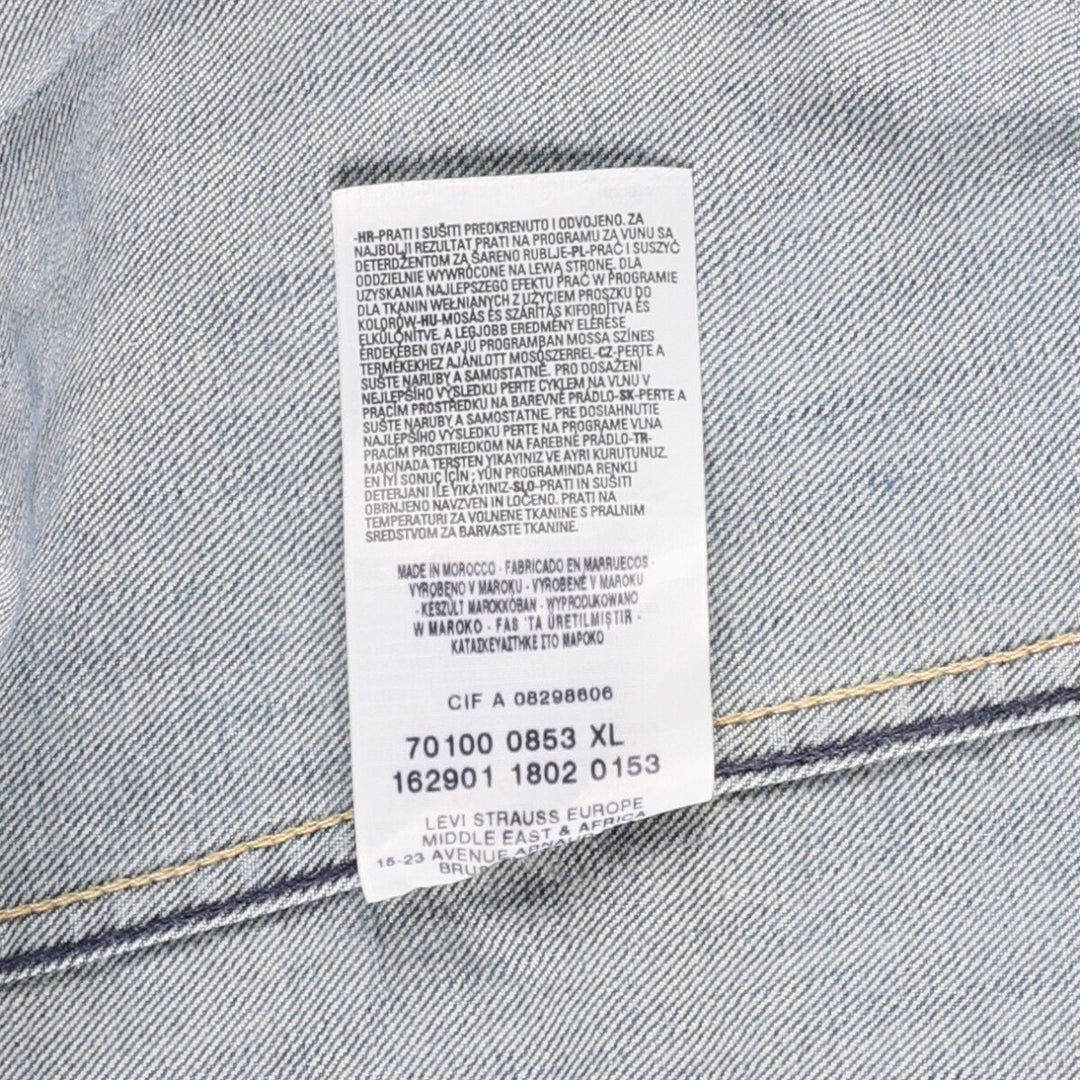 -HR-PRATI I SUŠITI PREOKRENUTO I ODVOJENO. ZA
NAJBOLJI REZULTAT PRATI NA PROGRAMU ZA VUNU SA
DETERDŽENTOM ZA ŠARENO RUBLJE-PL-PRAĆ I SUSZYĆ
ODDZIELNIE WYWRÓCONE NA LEWĄ STRONĘ. DLA
UZYSKANIA NAJLEPSZEGO EFEKTU PRAĆ W PROGRAMIE
DLA TKANIN WEŁNIANYCH Z UŻYCIEM PROSZKU DO
KOLORÓW-HU-MOSÁS ÉS SZÁRÍTÁS KIFORDÍTVA ÉS
ELKÜLÖNÍTVE. A LEGJOBB EREDMÉNY ELÉRÉSE
ÉRDEKÉBEN GYAPJÚ PROGRAMBAN MOSSA SZÍNES
TERMÉKEKHEZ AJÁNLOTT MOSÓSZERREL-CZ-PERTE A
SUŠTE NARUBY A SAMOSTATNĚ. PRO DOSAŽENÍ
NEJLEPŠÍHO VÝSLEDKU PERTE CYKLEM NA VLNU V
PRACÍM PROSTŘEDKU NA BAREVNÉ PRÁDLO-SK-PERTE A
SUŠTE NARUBY A SAMOSTATNE. PRE DOSIAHNUTIE
NAJLEPŠIHO VÝSLEDKU PERTE NA PROGRAME VLNA
PRACÍM PROSTRIEDKOM NA FAREBNÉ PRÁDLO-TR-
MAKINADA TERSTEN YIKAYINIZ VE AYRI KURUTUNUZ.
EN İYİ SONUÇ İÇİN ; YÜN PROGRAMINDA RENKLİ
DETERJANI ILE YIKAYINIZ-SLO-PRATI IN SUŠITI
OBRNJENO NAVZVEN IN LOČENO. PRATI NA
TEMPERATURI ZA VOLNENE TKANINE S PRALNIM
SREDSTVOM ZA BARVASTE TKANINE.
MADE IN MOROCCO - FABRICADO EN MARRUECOS -
VYROBENO V MAROKU - VYROBENÉ V MAROKU
- KÉSZÜLT MAROKKÓBAN - WYPRODUKOWANO
W MAROKO - FAS 'TA ÜRETILMIŞTIR -
ΚΑΤΑΣΚΕΥΑΣΤΗΚΕ ΣΤΟ ΜΑΡΟΚΟ
CIF A 08298606
70100 0853 XL
162901 1802 0153
LEVI STRAUSS EUROPE
MIDDLE EAST & AFRICA
15-23 AVENUE